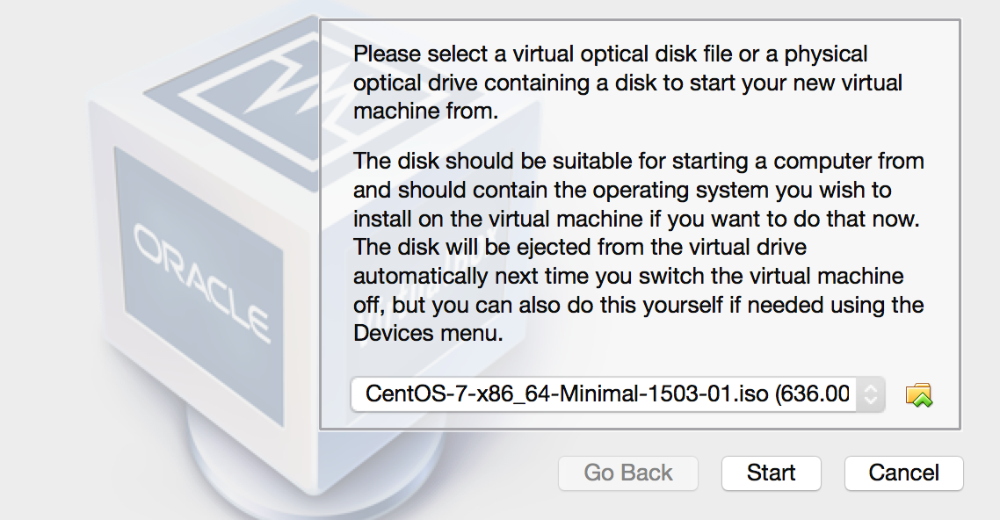 Please select a virtual optical disk file or a physical
optical drive containing a disk to start your new virtual
machine from.
The disk should be suitable for starting a computer from
and should contain the operating system you wish to
install on the virtual machine if you want to do that now.
The disk will be ejected from the virtual drive
automatically next time you switch the virtual machine
off, but you can also do this yourself if needed using the
Devices menu.
ORACLE
CentOS-7-x86_64-Minimal-1503-01.iso (636.00
Go Back
Start
Cancel